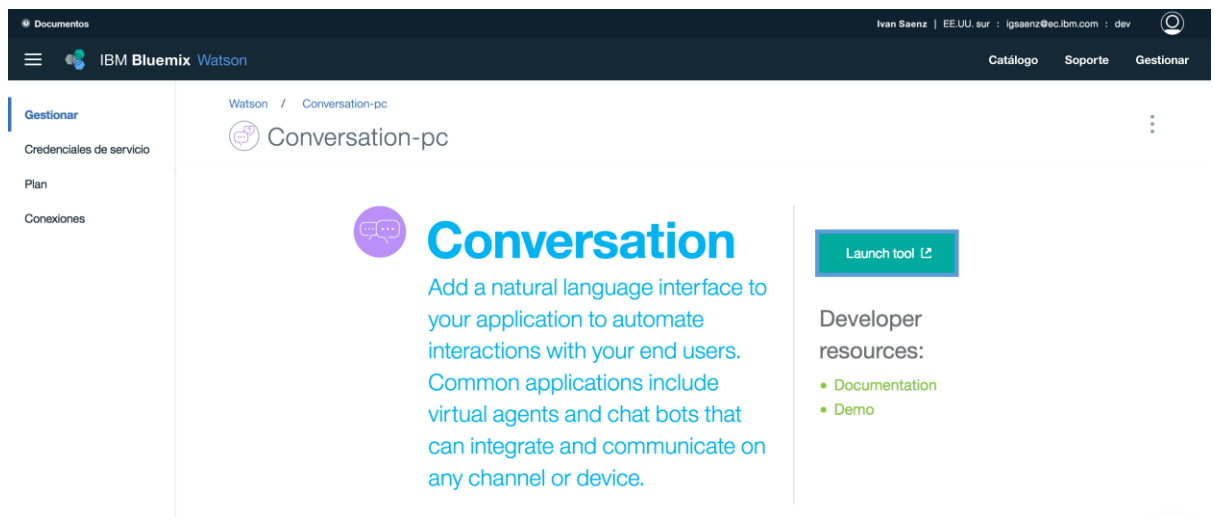 Documentos
Ivan Saenz | EE.UU. sur : igsaenz@ec.ibm.com : dev
IBM Bluemix Watson
Catálogo Soporte Gestionar
Gestionar
Credenciales de servicio
Plan
Conexiones
Watson / Conversation-pc
Conversation-pc
Conversation
Add a natural language interface to
your application to automate
interactions with your end users.
Common applications include
virtual agents and chat bots that
can integrate and communicate on
any channel or device.
Launch tool
Developer
resources:
• Documentation
• Demo